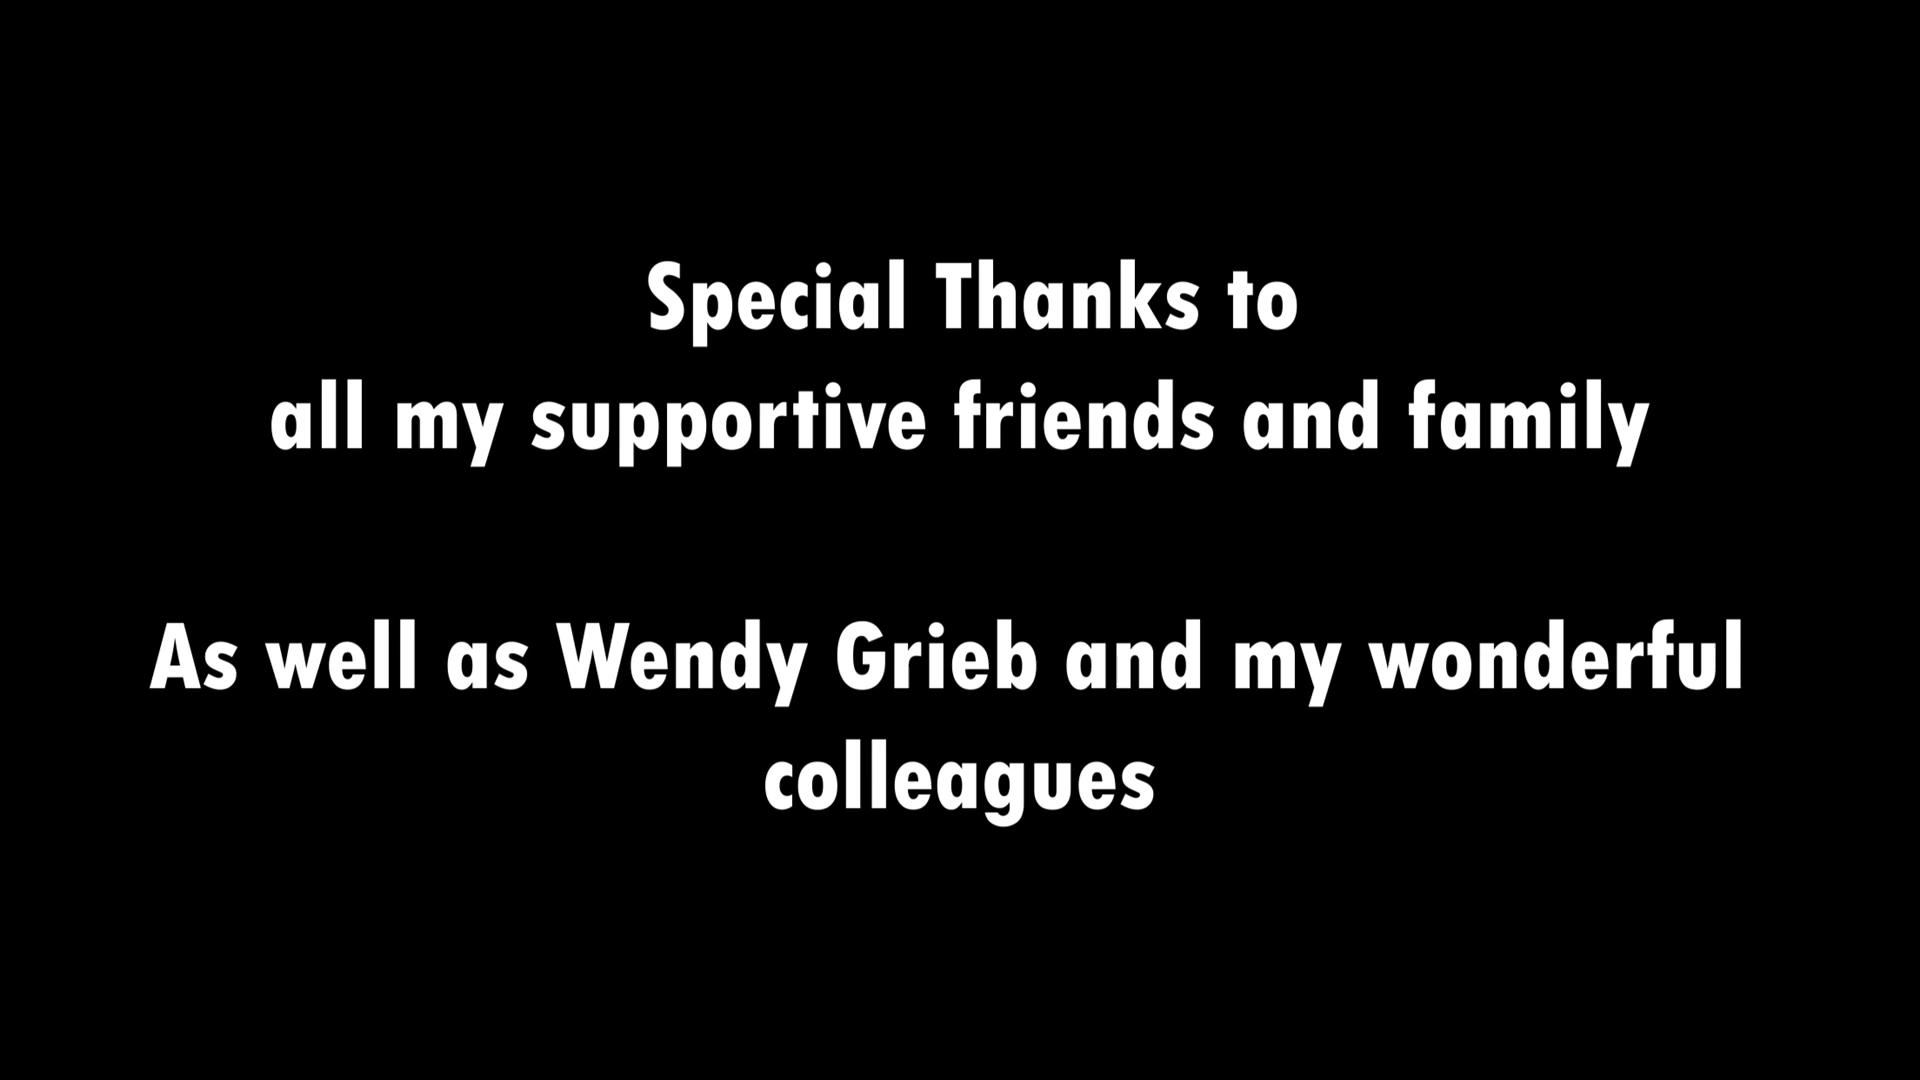 Special Thanks to
all my supportive friends and family
As well as Wendy Grieb and my wonderful
colleagues